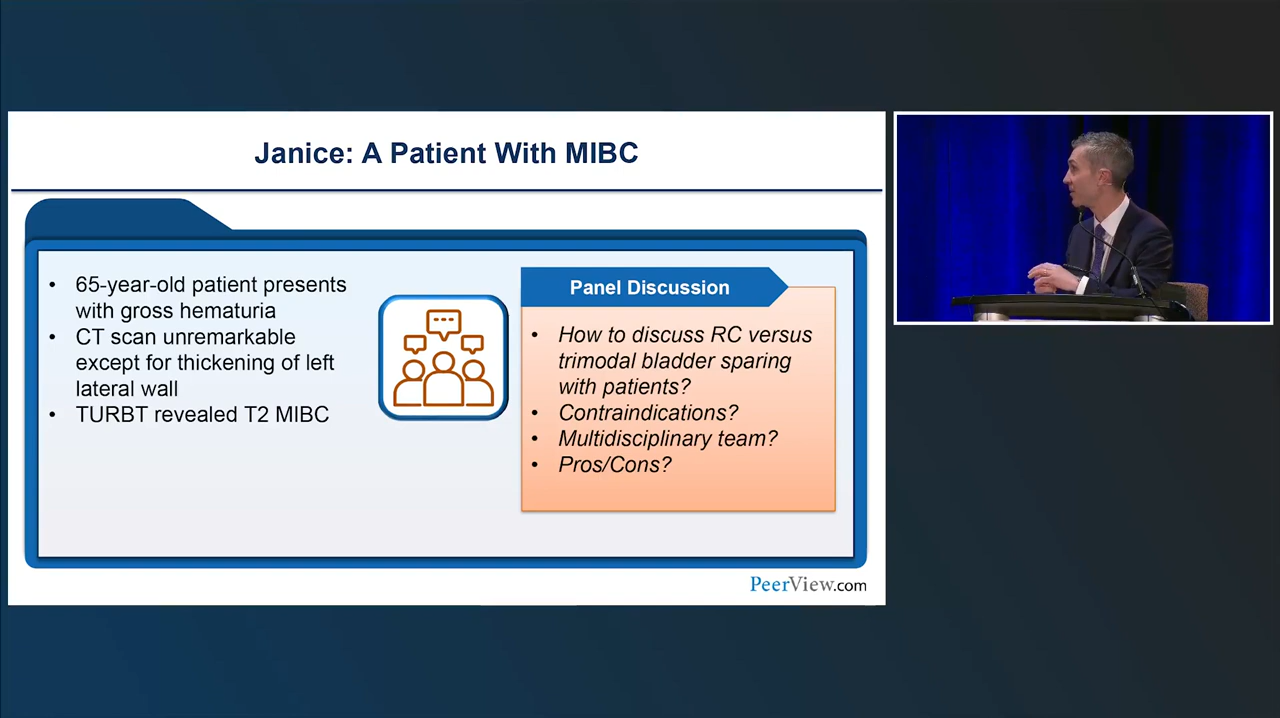 Janice: A Patient With MIBC
• 65-year-old patient presents
with gross hematuria
• CT scan unremarkable
except for thickening of left
lateral wall
• TURBT revealed T2 MIBC
Panel Discussion
• How to discuss RC versus
trimodal bladder sparing
with patients?
• Contraindications?
• Multidisciplinary team?
• Pros/Cons?
PeerView.com